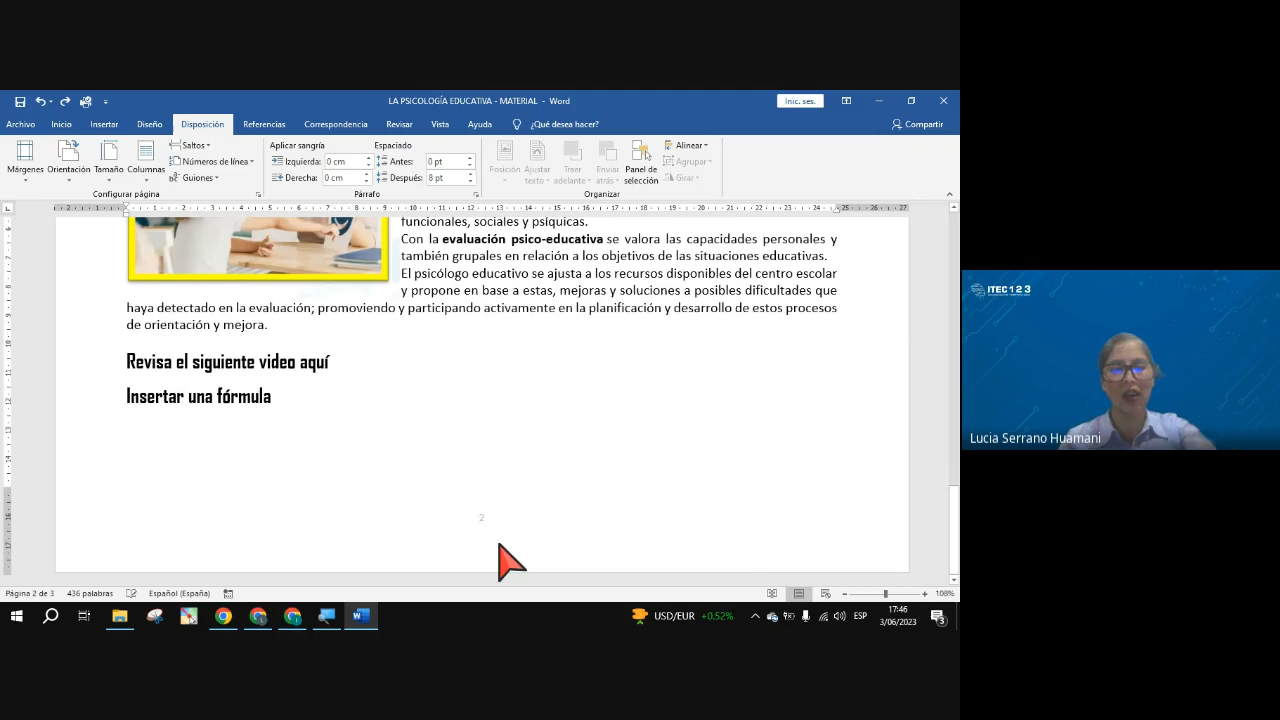 LA PSICOLOGÍA EDUCATIVA - MATERIAL - Word
Inic. ses.
Archivo Inicio Insertar Diseño Disposición Referencias Correspondencia Revisar Vista Ayuda ¿Qué desea hacer? Compartir
Márgenes
Orientación
Tamaño
Columnas
Saltos
Números de línea
Guiones
Configurar página
Aplicar sangría
Izquierda: 0 cm
Derecha: 0 cm
Espaciado
Antes: 0 pt
Después: 8 pt
Párrafo
Posición
Ajustar texto
Traer adelante
Enviar atrás
Panel de selección
Alinear
Agrupar
Girar
Organizar
funcionales, sociales y psíquicas.
Con la evaluación psico-educativa se valora las capacidades personales y
también grupales en relación a los objetivos de las situaciones educativas.
El psicólogo educativo se ajusta a los recursos disponibles del centro escolar
y propone en base a estas, mejoras y soluciones a posibles dificultades que
haya detectado en la evaluación; promoviendo y participando activamente en la planificación y desarrollo de estos procesos
de orientación y mejora.
Revisa el siguiente video aquí
Insertar una fórmula
2
Página 2 de 3 436 palabras Español (España) 108%
USD/EUR +0.52% ESP
17:46
3/06/2023
3
ITEC 1 2 3
Lucia Serrano Huamani